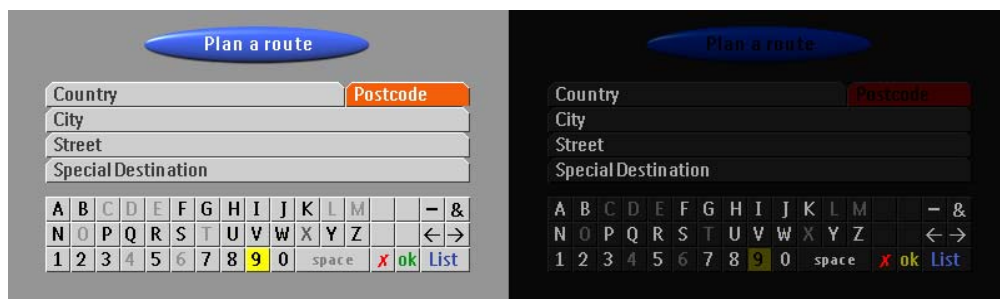 Plan a route
Country Postcode
City
Street
Special Destination
A B C D E F G H I J K L M - &
N O P Q R S T U V W X Y Z ← →
1 2 3 4 5 6 7 8 9 0 space ✗ ok List
Plan a route
Country Postcode
City
Street
Special Destination
A B C D E F G H I J K L M - &
N O P Q R S T U V W X Y Z ← →
1 2 3 4 5 6 7 8 9 0 space ✗ ok List